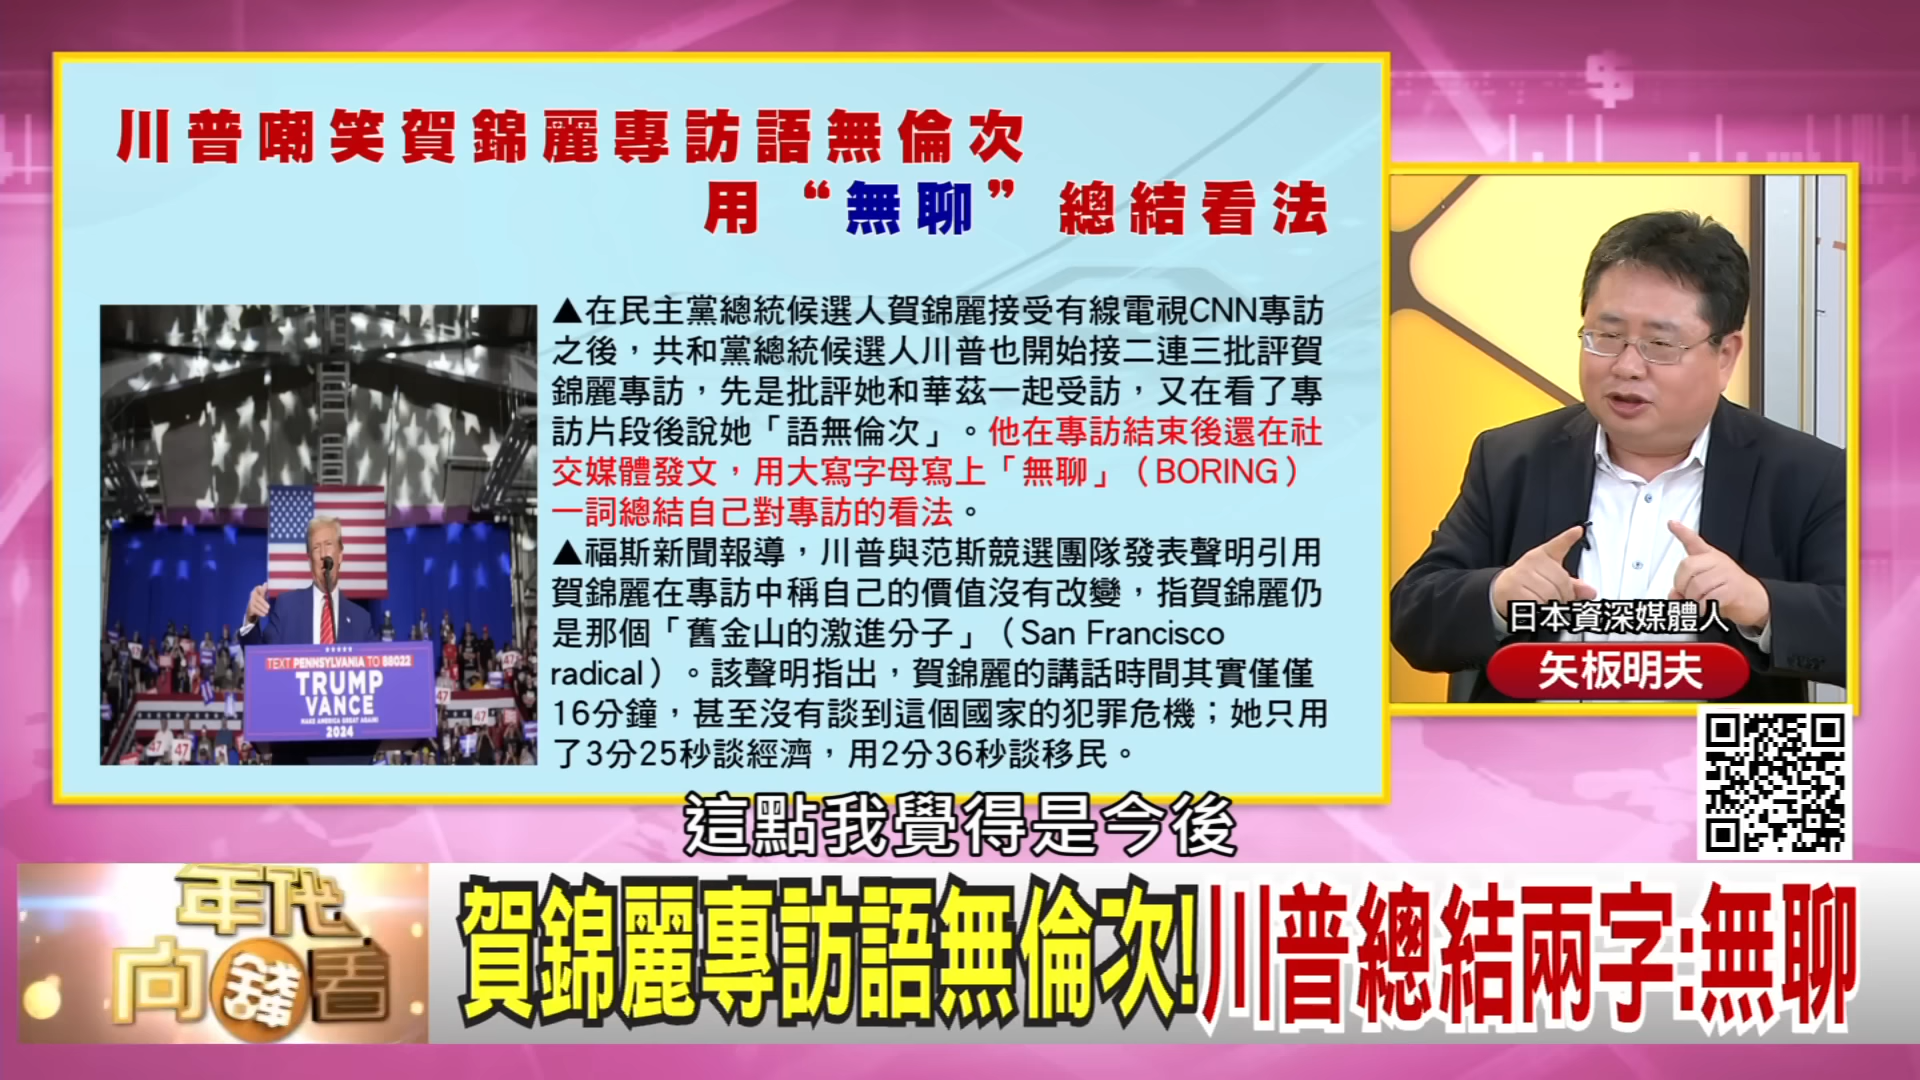 川普嘲笑賀錦麗專訪語無倫次
用“無聊”總結看法
▲在民主黨總統候選人賀錦麗接受有線電視CNN專訪
之後，共和黨總統候選人川普也開始接二連三批評賀
錦麗專訪，先是批評她和華茲一起受訪，又在看了專
訪片段後說她「語無倫次」。他在專訪結束後還在社
交媒體發文，用大寫字母寫上「無聊」（BORING）
一詞總結自己對專訪的看法。
▲福斯新聞報導，川普與范斯競選團隊發表聲明引用
賀錦麗在專訪中稱自己的價值沒有改變，指賀錦麗仍
是那個「舊金山的激進分子」（San Francisco
radical）。該聲明指出，賀錦麗的講話時間其實僅僅
16分鐘，甚至沒有談到這個國家的犯罪危機；她只用
了3分25秒談經濟，用2分36秒談移民。
TEXT PENNSYLVANIA TO 88022
TRUMP
VANCE
MAKE AMERICA GREAT AGAIN!
2024
47
47
47
47
47
日本資深媒體人
矢板明夫
這點我覺得是今後
年代
向錢看
賀錦麗專訪語無倫次!川普總結兩字:無聊